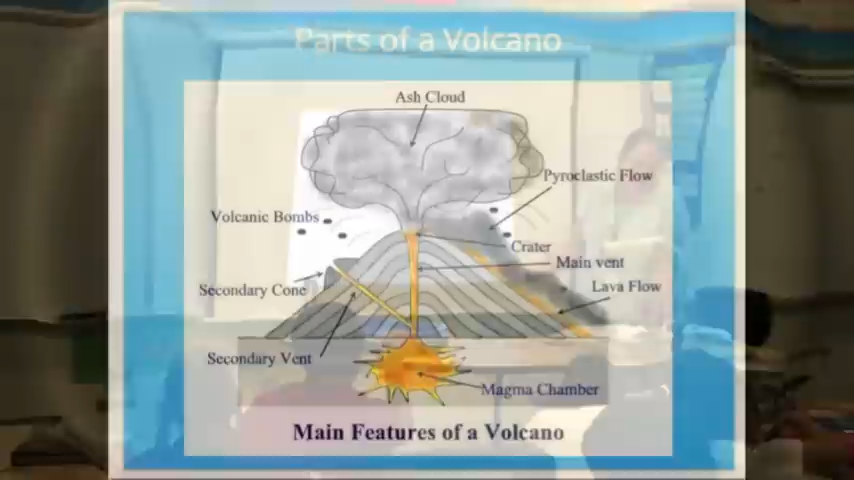 Parts of a Volcano
Ash Cloud
Pyroclastic Flow
Volcanic Bombs
Crater
Main vent
Secondary Cone
Lava Flow
Secondary Vent
Magma Chamber
Main Features of a Volcano